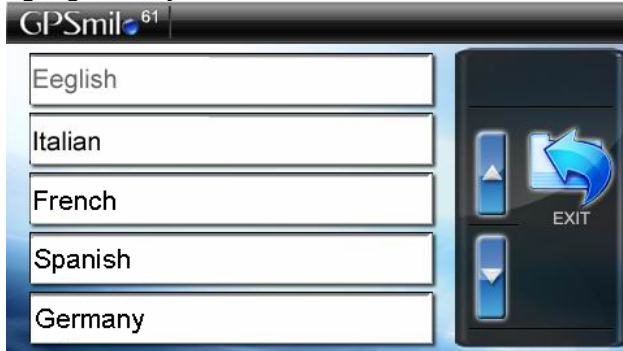 GPSmile 61
Eeglish
Italian
French
EXIT
Spanish
Germany